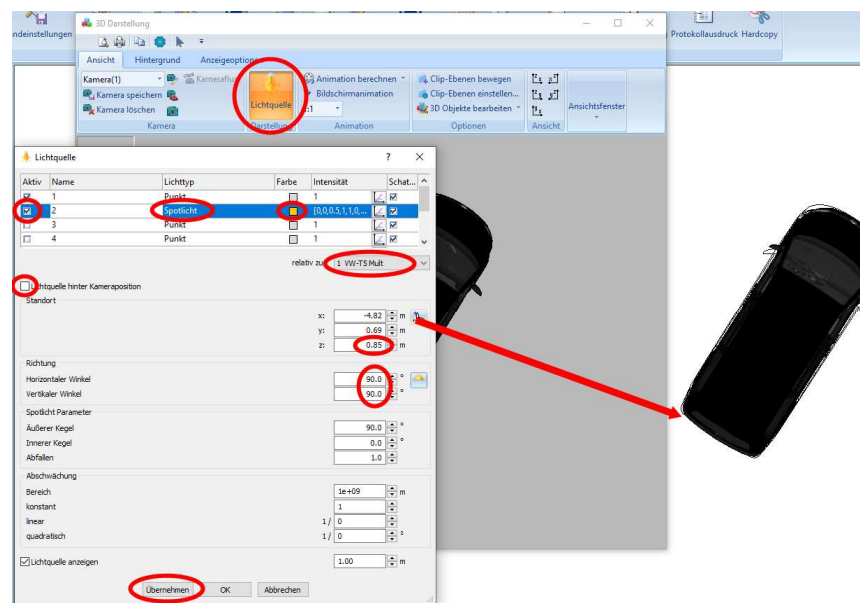 ndeinstellungen
Protokollausdruck Hardcopy
3D Darstellung
Ansicht Hintergrund Anzeigeoptionen
Kamera(1)
Kameraflug
Kamera speichern
Kamera löschen
Kamera
Lichtquelle
Darstellung
Animation berechnen
Bildschirmanimation
1:1
Animation
Clip-Ebenen bewegen
Clip-Ebenen einstellen...
3D Objekte bearbeiten
Optionen
Ansicht
Ansichtsfenster
Lichtquelle ?
Aktiv Name Lichttyp Farbe Intensität Schat...
1 Punkt 1
2 Spotlicht [0,0,0.5,1,1,0,...
3 Punkt 1
4 Punkt 1
relativ zu: 1 VW-T5 Mult
Lichtquelle hinter Kameraposition
Standort
x: -4.82 m
y: 0.69 m
z: 0.85 m
Richtung
Horizontaler Winkel 90.0 °
Vertikaler Winkel 90.0 °
Spotlicht Parameter
Äußerer Kegel 90.0 °
Innerer Kegel 0.0 °
Abfallen 1.0
Abschwächung
Bereich 1e+09 m
konstant 1
linear 1/ 0
quadratisch 1/ 0 ²
Lichtquelle anzeigen 1.00 m
Übernehmen OK Abbrechen